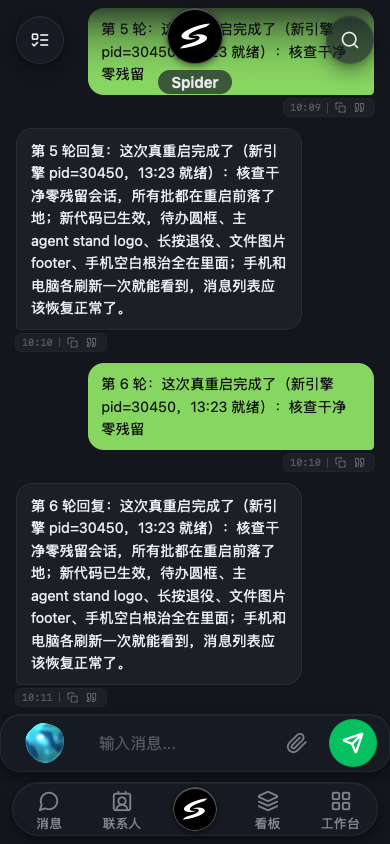 第 5 轮：这次真重启完成了（新引擎
pid=30450
核查干净
零残留
Spider
10:09
第 5 轮回复：这次真重启完成了（新引
擎 pid=30450，13:23 就绪）：核查干
净零残留会话，所有批都在重启前落了
地；新代码已生效，待办圆框、主
agent stand logo、长按退役、文件图片
footer、手机空白根治全在里面；手机和
电脑各刷新一次就能看到，消息列表应
该恢复正常了。
10:10
第 6 轮：这次真重启完成了（新引擎
pid=30450，13:23 就绪）：核查干净
零残留
10:10
第 6 轮回复：这次真重启完成了（新引
擎 pid=30450，13:23 就绪）：核查干
净零残留会话，所有批都在重启前落了
地；新代码已生效，待办圆框、主
agent stand logo、长按退役、文件图片
footer、手机空白根治全在里面；手机和
电脑各刷新一次就能看到，消息列表应
该恢复正常了。
10:11
输入消息...
消息
联系人
看板
工作台